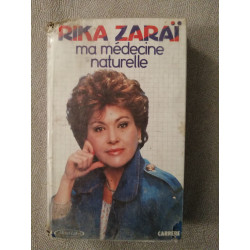 RIKA ZARAÏ
ma médecine
naturelle
CARRERE